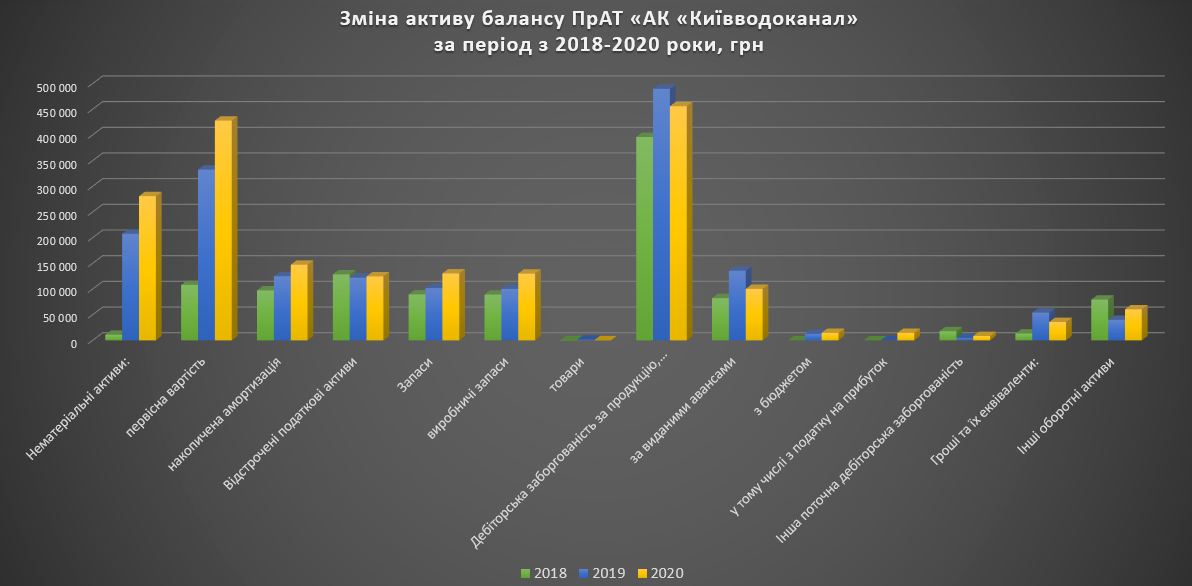 Зміна активу балансу ПрАТ «АК «Київводоканал»
за період з 2018-2020 роки, грн
500 000
450 000
400 000
350 000
300 000
250 000
200 000
150 000
100 000
50 000
0
Нематеріальні активи:
первісна вартість
накопичена амортизація
Відстрочені податкові активи
Запаси
виробничі запаси
товари
Дебіторська заборгованість за продукцію,…
за виданими авансами
з бюджетом
у тому числі з податку на прибуток
Інша поточна дебіторська заборгованість
Гроші та їх еквіваленти:
Інші оборотні активи
2018 2019 2020